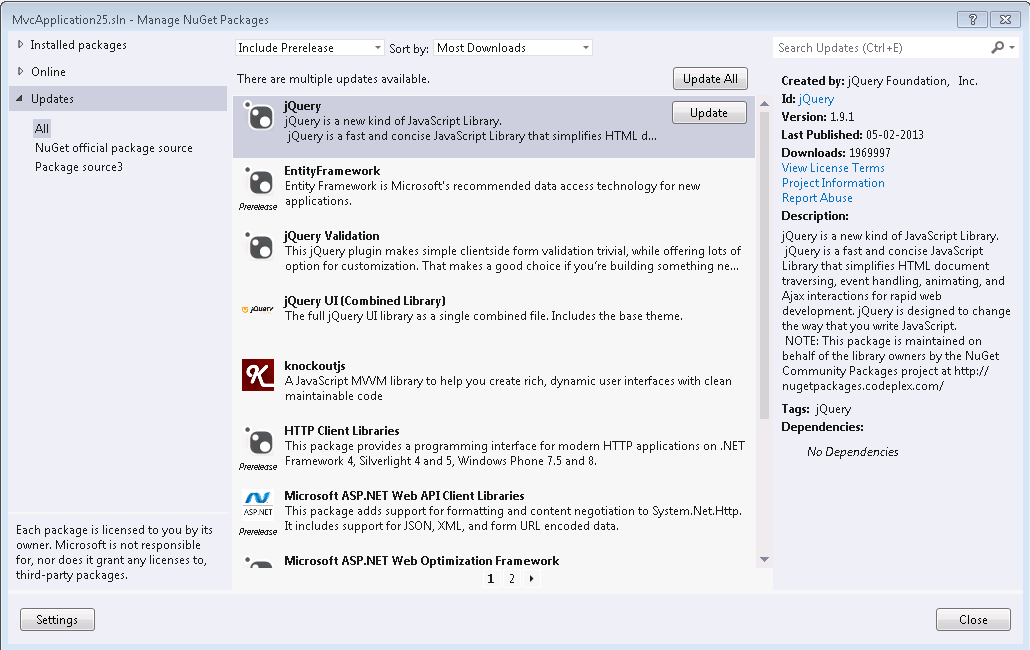 MvcApplication25.sln - Manage NuGet Packages
?
Installed packages
Online
Updates
All
NuGet official package source
Package source3
Each package is licensed to you by its
owner. Microsoft is not responsible
for, nor does it grant any licenses to,
third-party packages.
Settings
Include Prerelease
Sort by:
Most Downloads
There are multiple updates available.
Update All
jQuery
jQuery is a new kind of JavaScript Library.
jQuery is a fast and concise JavaScript Library that simplifies HTML d...
Update
EntityFramework
Entity Framework is Microsoft's recommended data access technology for new
applications.
Prerelease
jQuery Validation
This jQuery plugin makes simple clientside form validation trivial, while offering lots of
option for customization. That makes a good choice if you’re building something ne...
jQuery
jQuery UI (Combined Library)
The full jQuery UI library as a single combined file. Includes the base theme.
K
knockoutjs
A JavaScript MVVM library to help you create rich, dynamic user interfaces with clean
maintainable code
HTTP Client Libraries
This package provides a programming interface for modern HTTP applications on .NET
Framework 4, Silverlight 4 and 5, Windows Phone 7.5 and 8.
Prerelease
ASP.NET
Microsoft ASP.NET Web API Client Libraries
This package adds support for formatting and content negotiation to System.Net.Http.
It includes support for JSON, XML, and form URL encoded data.
Prerelease
Microsoft ASP.NET Web Optimization Framework
1 2
Search Updates (Ctrl+E)
Created by: jQuery Foundation, Inc.
Id: jQuery
Version: 1.9.1
Last Published: 05-02-2013
Downloads: 1969997
View License Terms
Project Information
Report Abuse
Description:
jQuery is a new kind of JavaScript Library.
jQuery is a fast and concise JavaScript
Library that simplifies HTML document
traversing, event handling, animating, and
Ajax interactions for rapid web
development. jQuery is designed to change
the way that you write JavaScript.
NOTE: This package is maintained on
behalf of the library owners by the NuGet
Community Packages project at http://
nugetpackages.codeplex.com/
Tags: jQuery
Dependencies:
No Dependencies
Close